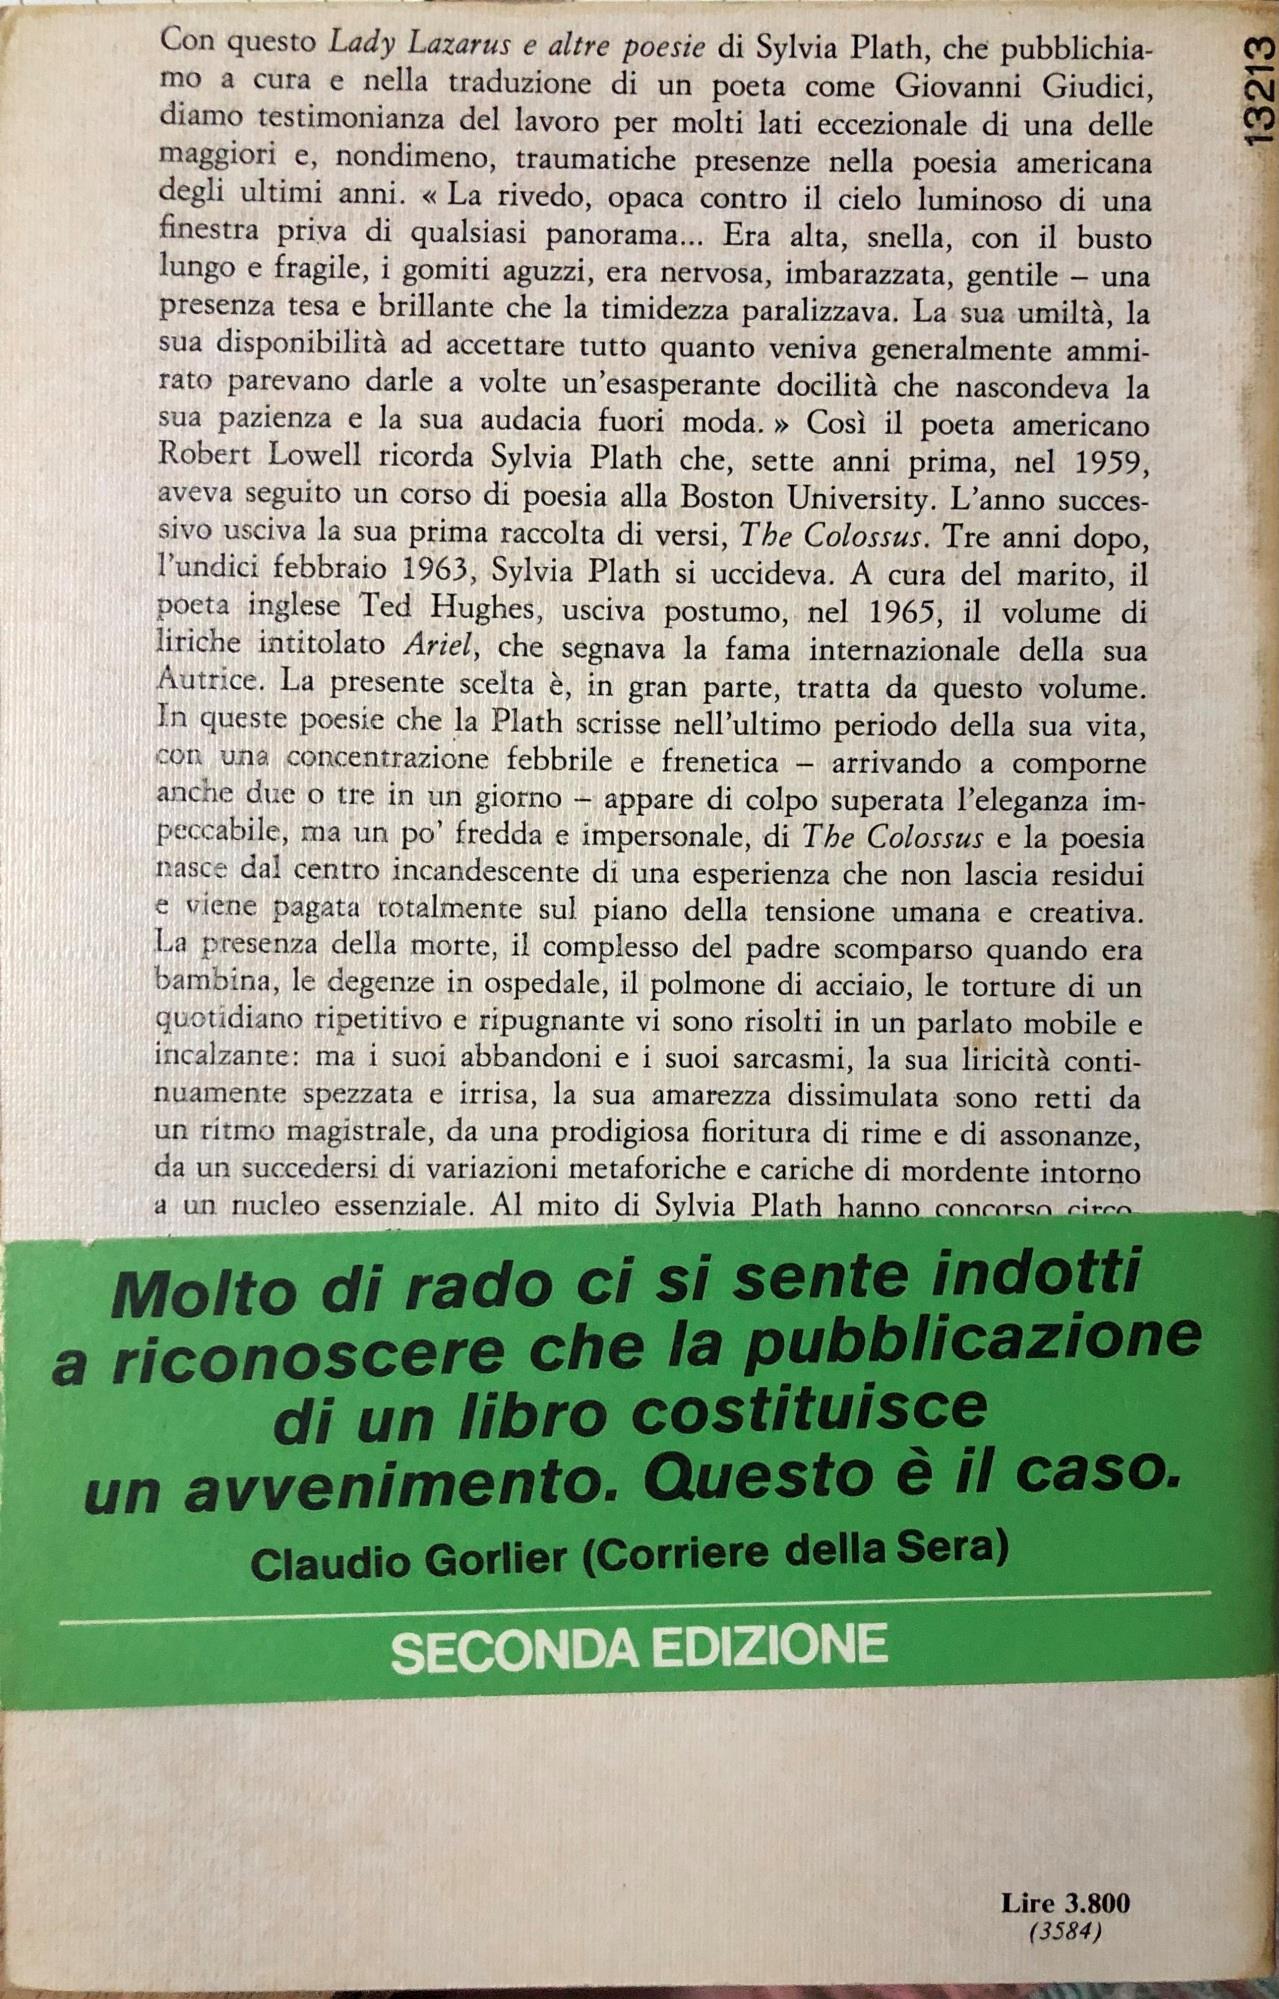 Con questo Lady Lazarus e altre poesie di Sylvia Plath, che pubblichia-
mo a cura e nella traduzione di un poeta come Giovanni Giudici,
diamo testimonianza del lavoro per molti lati eccezionale di una delle
maggiori e, nondimeno, traumatiche presenze nella poesia americana
degli ultimi anni. « La rivedo, opaca contro il cielo luminoso di una
finestra priva di qualsiasi panorama... Era alta, snella, con il busto
lungo e fragile, i gomiti aguzzi, era nervosa, imbarazzata, gentile – una
presenza tesa e brillante che la timidezza paralizzava. La sua umiltà, la
sua disponibilità ad accettare tutto quanto veniva generalmente ammi-
rato parevano darle a volte un'esasperante docilità che nascondeva la
sua pazienza e la sua audacia fuori moda. » Così il poeta americano
Robert Lowell ricorda Sylvia Plath che, sette anni prima, nel 1959,
aveva seguito un corso di poesia alla Boston University. L'anno succes-
sivo usciva la sua prima raccolta di versi, The Colossus. Tre anni dopo,
l'undici febbraio 1963, Sylvia Plath si uccideva. A cura del marito, il
poeta inglese Ted Hughes, usciva postumo, nel 1965, il volume di
liriche intitolato Ariel, che segnava la fama internazionale della sua
Autrice. La presente scelta è, in gran parte, tratta da questo volume.
In queste poesie che la Plath scrisse nell'ultimo periodo della sua vita,
con una concentrazione febbrile e frenetica – arrivando a comporne
anche due o tre in un giorno – appare di colpo superata l'eleganza im-
peccabile, ma un po' fredda e impersonale, di The Colossus e la poesia
nasce dal centro incandescente di una esperienza che non lascia residui
e viene pagata totalmente sul piano della tensione umana e creativa.
La presenza della morte, il complesso del padre scomparso quando era
bambina, le degenze in ospedale, il polmone di acciaio, le torture di un
quotidiano ripetitivo e ripugnante vi sono risolti in un parlato mobile e
incalzante: ma i suoi abbandoni e i suoi sarcasmi, la sua liricità conti-
nuamente spezzata e irrisa, la sua amarezza dissimulata sono retti da
un ritmo magistrale, da una prodigiosa fioritura di rime e di assonanze,
da un succedersi di variazioni metaforiche e cariche di mordente intorno
a un nucleo essenziale. Al mito di Sylvia Plath hanno concorso circo-
13213
Molto di rado ci si sente indotti
a riconoscere che la pubblicazione
di un libro costituisce
un avvenimento. Questo è il caso.
Claudio Gorlier (Corriere della Sera)
SECONDA EDIZIONE
Lire 3.800
(3584)